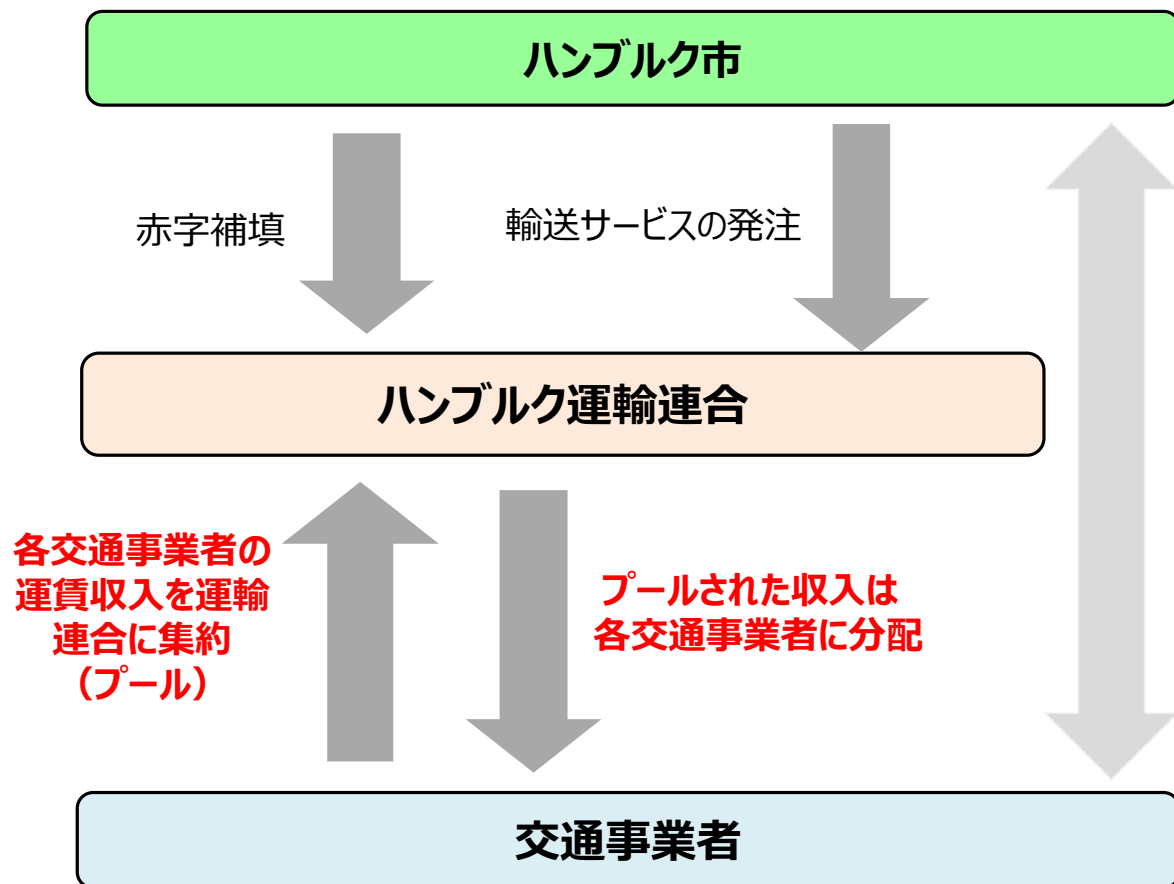 ハンブルク市
赤字補填
輸送サービスの発注
ハンブルク運輸連合
各交通事業者の
運賃収入を運輸
連合に集約
（プール）
プールされた収入は
各交通事業者に分配
交通事業者